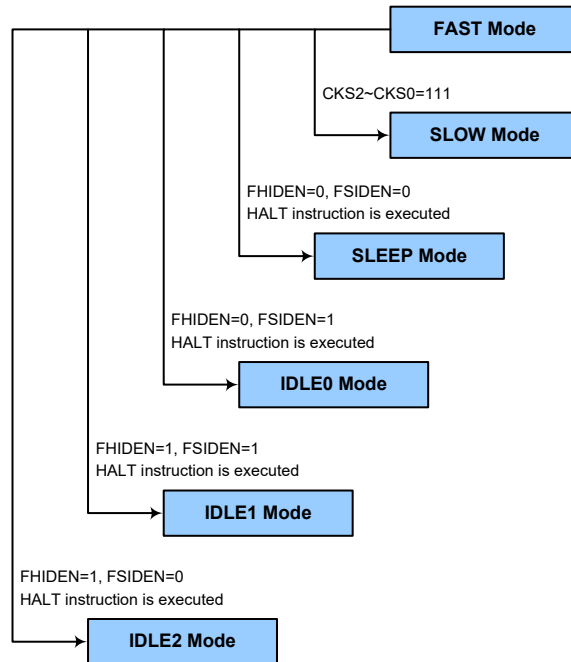 FAST Mode
CKS2~CKS0=111
SLOW Mode
FHIDEN=0, FSIDEN=0
HALT instruction is executed
SLEEP Mode
FHIDEN=0, FSIDEN=1
HALT instruction is executed
IDLE0 Mode
FHIDEN=1, FSIDEN=1
HALT instruction is executed
IDLE1 Mode
FHIDEN=1, FSIDEN=0
HALT instruction is executed
IDLE2 Mode